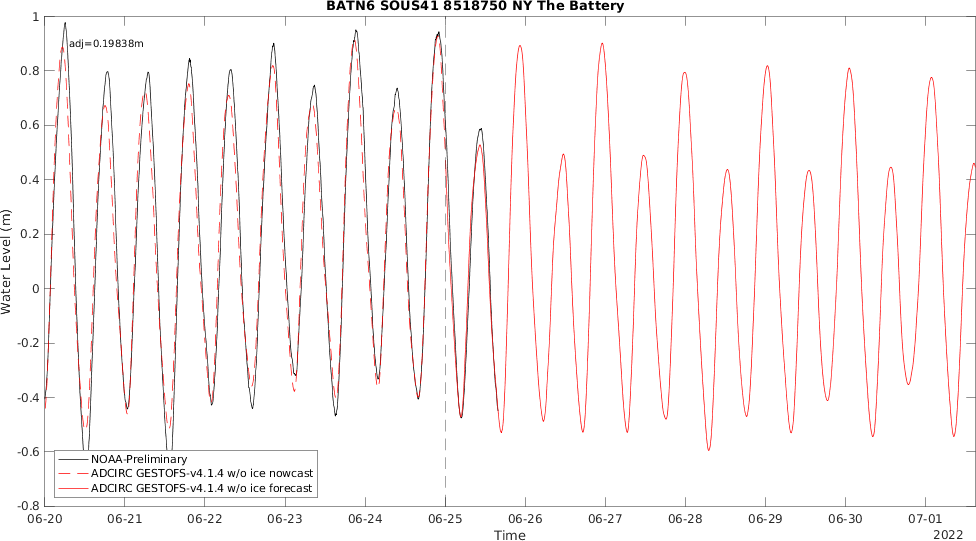 BATN6 SOUS41 8518750 NY The Battery
adj=0.19838m
1
0.8
0.6
0.4
0.2
0
-0.2
-0.4
-0.6
-0.8
Water Level (m)
NOAA-Preliminary
ADCIRC GESTOFS-v4.1.4 w/o ice nowcast
ADCIRC GESTOFS-v4.1.4 w/o ice forecast
06-20 06-21 06-22 06-23 06-24 06-25 06-26 06-27 06-28 06-29 06-30 07-01
Time
2022